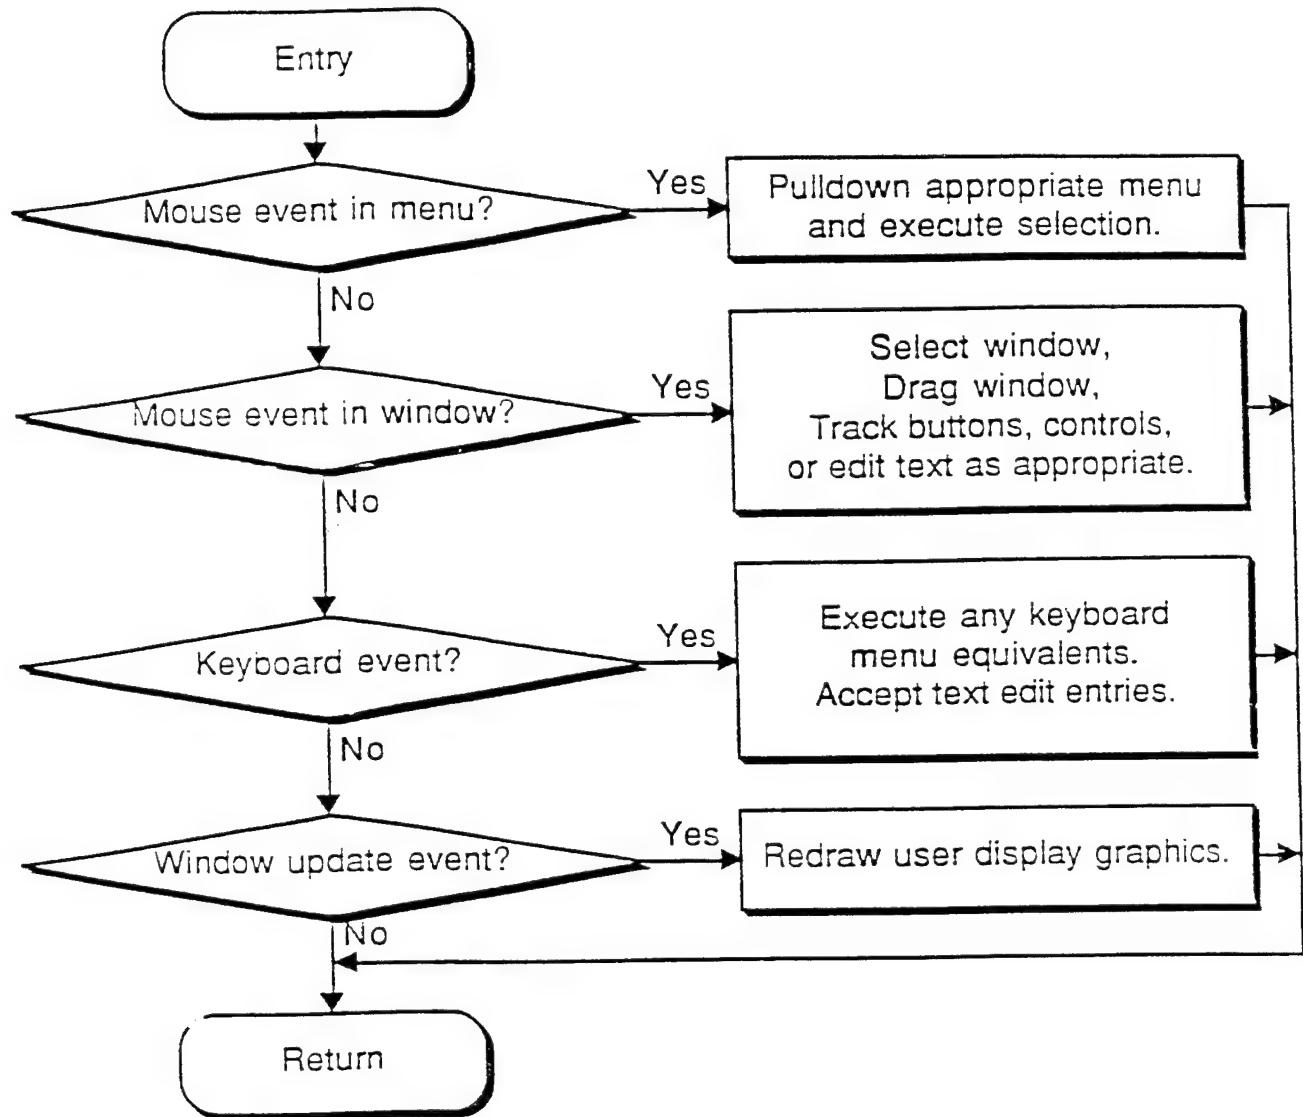 Entry
Mouse event in menu?
Yes
Pulldown appropriate menu
and execute selection.
No
Mouse event in window?
Yes
Select window,
Drag window,
Track buttons, controls,
or edit text as appropriate.
No
Keyboard event?
Yes
Execute any keyboard
menu equivalents.
Accept text edit entries.
No
Window update event?
Yes
Redraw user display graphics.
No
Return